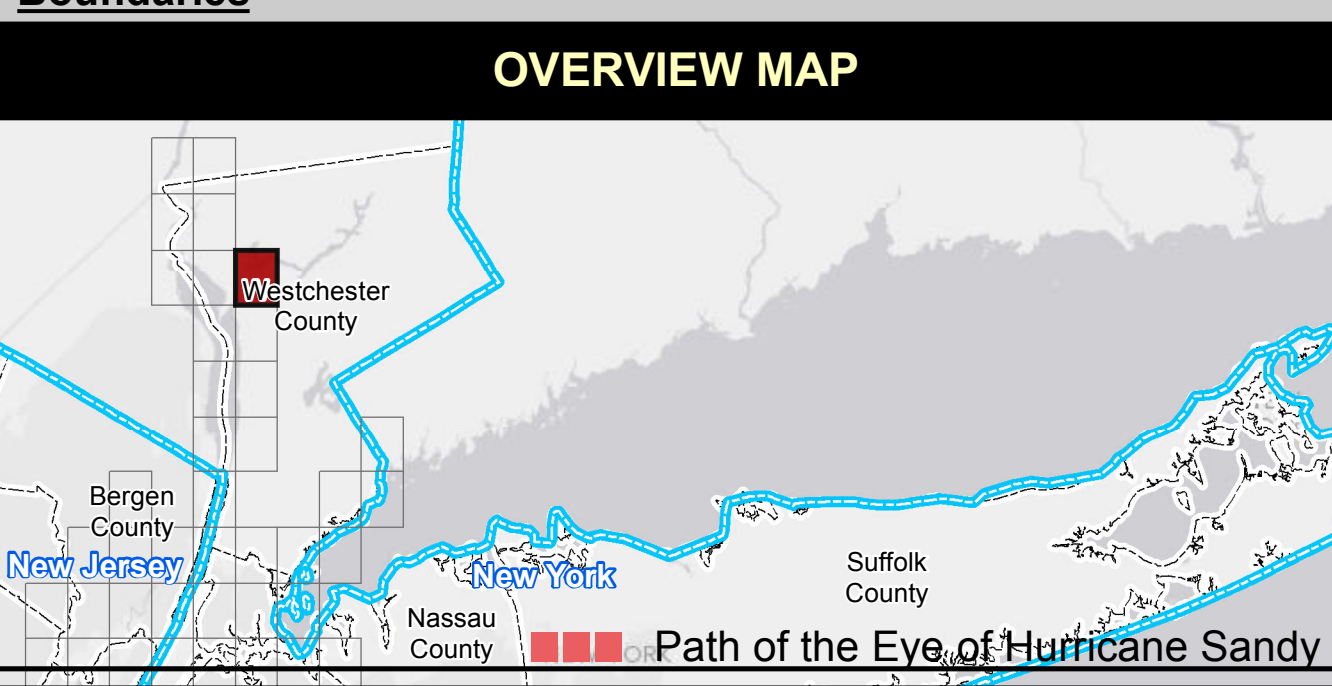 Boundaries
OVERVIEW MAP
Westchester
County
Bergen
County
New Jersey
New York
Suffolk
County
Nassau
County
Path of the Eye of Hurricane Sandy